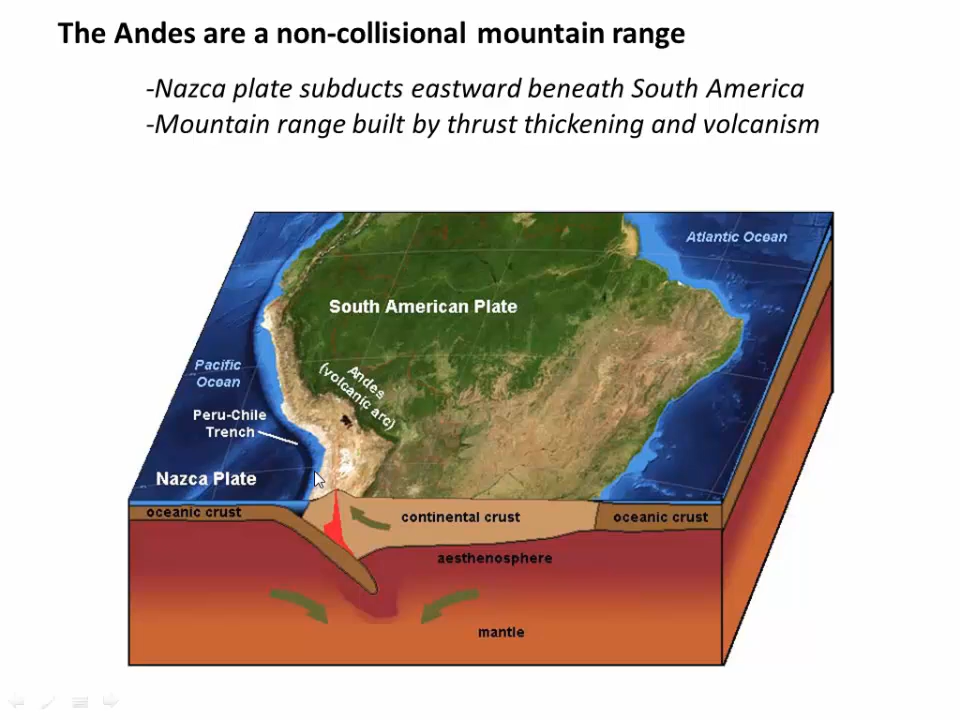 The Andes are a non-collisional mountain range
-Nazca plate subducts eastward beneath South America
-Mountain range built by thrust thickening and volcanism
Atlantic Ocean
South American Plate
Pacific
Ocean
Andes
(volcanic arc)
Peru-Chile
Trench
Nazca Plate
oceanic crust
continental crust
oceanic crust
aesthenosphere
mantle